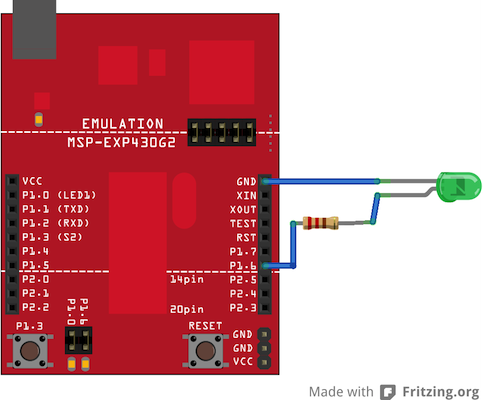 EMULATION
MSP-EXP430G2
VCC
P1.0 (LED1)
P1.1 (TXD)
P1.2 (RXD)
P1.3 (S2)
P1.4
P1.5
P2.0
P2.1
P2.2
GND
XIN
XOUT
TEST
RST
P1.7
P1.6
P2.5
P2.4
P2.3
14pin
20pin
P1.3
P1.0
P1.6
RESET
GND
GND
VCC
Made with Fritzing.org